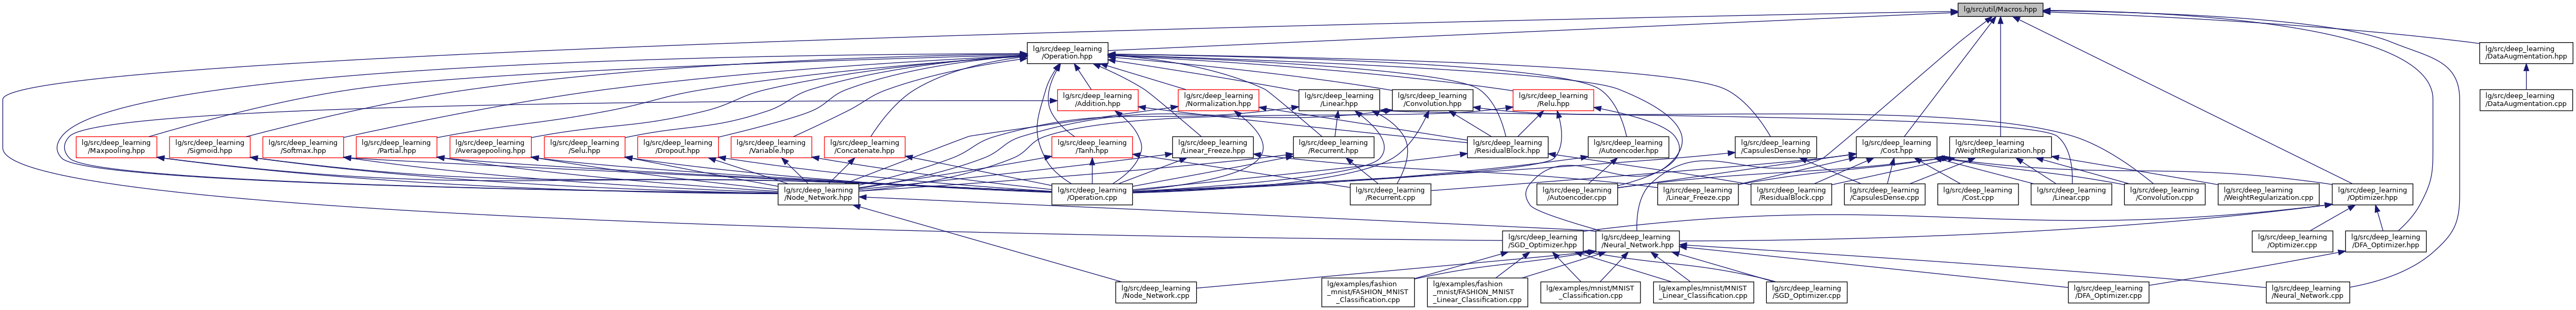 lg/src/util/Macros.hpp
lg/src/deep_learning
/Operation.hpp
lg/src/deep_learning
/DataAugmentation.hpp
lg/src/deep_learning
/Addition.hpp
lg/src/deep_learning
/Normalization.hpp
lg/src/deep_learning
/Linear.hpp
lg/src/deep_learning
/Convolution.hpp
lg/src/deep_learning
/Relu.hpp
lg/src/deep_learning
/DataAugmentation.cpp
lg/src/deep_learning
/Maxpooling.hpp
lg/src/deep_learning
/Sigmoid.hpp
lg/src/deep_learning
/Softmax.hpp
lg/src/deep_learning
/Partial.hpp
lg/src/deep_learning
/Averagepooling.hpp
lg/src/deep_learning
/Selu.hpp
lg/src/deep_learning
/Dropout.hpp
lg/src/deep_learning
/Variable.hpp
lg/src/deep_learning
/Concatenate.hpp
lg/src/deep_learning
/Tanh.hpp
lg/src/deep_learning
/Linear_Freeze.hpp
lg/src/deep_learning
/Recurrent.hpp
lg/src/deep_learning
/ResidualBlock.hpp
lg/src/deep_learning
/Autoencoder.hpp
lg/src/deep_learning
/CapsulesDense.hpp
lg/src/deep_learning
/Cost.hpp
lg/src/deep_learning
/WeightRegularization.hpp
lg/src/deep_learning
/Node_Network.hpp
lg/src/deep_learning
/Operation.cpp
lg/src/deep_learning
/Recurrent.cpp
lg/src/deep_learning
/Autoencoder.cpp
lg/src/deep_learning
/Linear_Freeze.cpp
lg/src/deep_learning
/ResidualBlock.cpp
lg/src/deep_learning
/CapsulesDense.cpp
lg/src/deep_learning
/Cost.cpp
lg/src/deep_learning
/Linear.cpp
lg/src/deep_learning
/Convolution.cpp
lg/src/deep_learning
/WeightRegularization.cpp
lg/src/deep_learning
/Optimizer.hpp
lg/src/deep_learning
/SGD_Optimizer.hpp
lg/src/deep_learning
/Neural_Network.hpp
lg/src/deep_learning
/Optimizer.cpp
lg/src/deep_learning
/DFA_Optimizer.hpp
lg/src/deep_learning
/Node_Network.cpp
lg/examples/fashion
_mnist/FASHION_MNIST
_Classification.cpp
lg/examples/fashion
_mnist/FASHION_MNIST
_Linear_Classification.cpp
lg/examples/mnist/MNIST
_Classification.cpp
lg/examples/mnist/MNIST
_Linear_Classification.cpp
lg/src/deep_learning
/SGD_Optimizer.cpp
lg/src/deep_learning
/DFA_Optimizer.cpp
lg/src/deep_learning
/Neural_Network.cpp